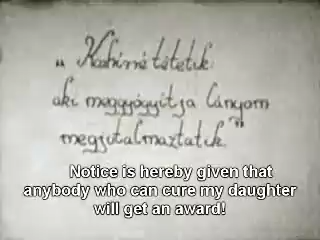 „Közhírré tétetik
aki meggyógyitja lányom
megjutalmaztatik”
Notice is hereby given that
anybody who can cure my daughter
will get an award!